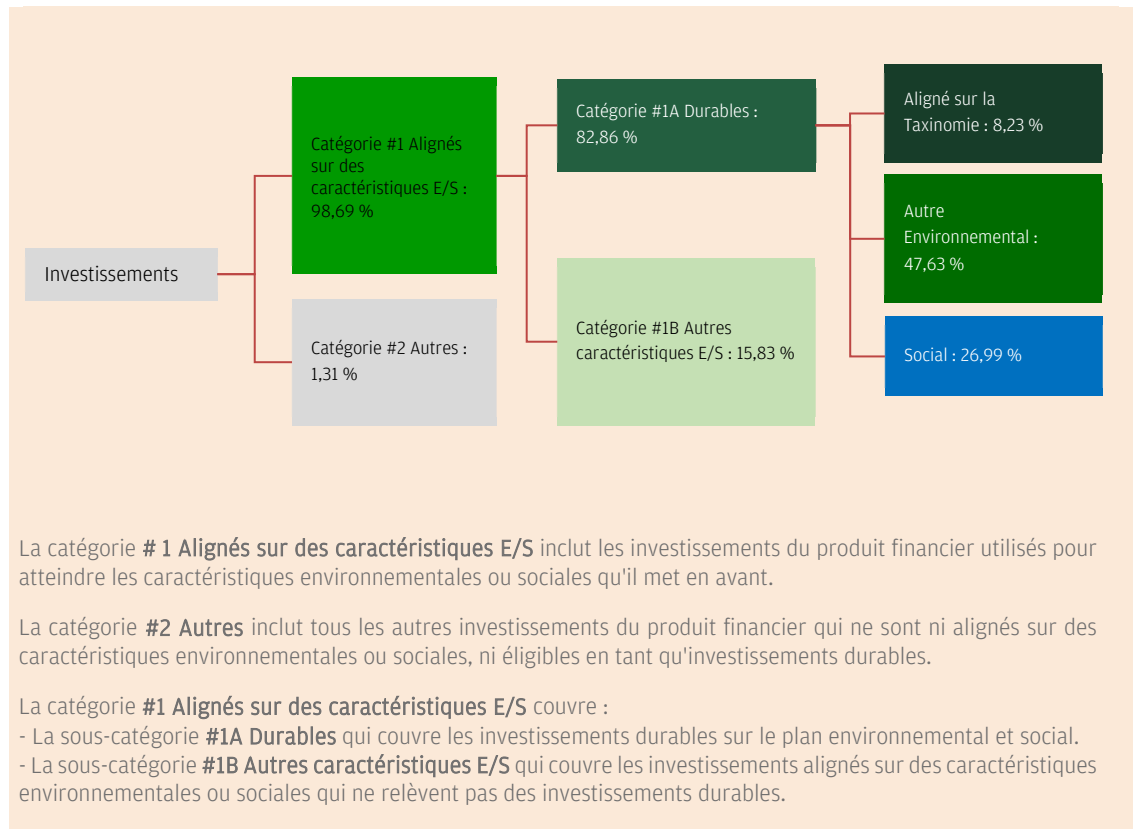 Investissements
Catégorie #1 Alignés
sur des
caractéristiques E/S :
98,69 %
Catégorie #2 Autres :
1,31 %
Catégorie #1A Durables :
82,86 %
Catégorie #1B Autres
caractéristiques E/S : 15,83 %
Aligné sur la
Taxinomie : 8,23 %
Autre
Environnemental :
47,63 %
Social : 26,99 %
La catégorie # 1 Alignés sur des caractéristiques E/S inclut les investissements du produit financier utilisés pour
atteindre les caractéristiques environnementales ou sociales qu'il met en avant.
La catégorie #2 Autres inclut tous les autres investissements du produit financier qui ne sont ni alignés sur des
caractéristiques environnementales ou sociales, ni éligibles en tant qu'investissements durables.
La catégorie #1 Alignés sur des caractéristiques E/S couvre :
- La sous-catégorie #1A Durables qui couvre les investissements durables sur le plan environnemental et social.
- La sous-catégorie #1B Autres caractéristiques E/S qui couvre les investissements alignés sur des caractéristiques
environnementales ou sociales qui ne relèvent pas des investissements durables.